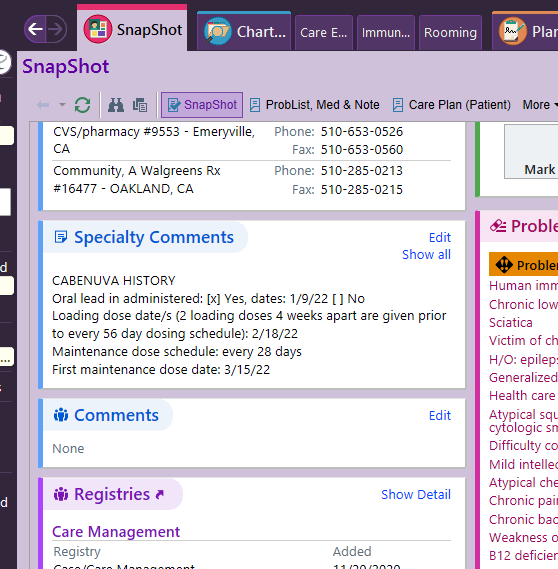 SnapShot
Chart...
Care E...
Immun...
Rooming
Plan
SnapShot
SnapShot
ProbList, Med & Note
Care Plan (Patient)
More
CVS/pharmacy #9553 - Emeryville, CA
Phone: 510-653-0526
Fax: 510-653-0560
Community, A Walgreens Rx
#16477 - OAKLAND, CA
Phone: 510-285-0213
Fax: 510-285-0215
Mark
Specialty Comments
Edit
Show all
CABENUVA HISTORY
Oral lead in administered: [x] Yes, dates: 1/9/22 [ ] No
Loading dose date/s (2 loading doses 4 weeks apart are given prior
to every 56 day dosing schedule): 2/18/22
Maintenance dose schedule: every 28 days
First maintenance dose date: 3/15/22
Comments
Edit
None
Registries
Show Detail
Care Management
Registry
Added
Case/Care Management
11/20/2020
Proble
Problem
Human imm
Chronic low
Sciatica
Victim of ch
H/O: epileps
Generalized
Health care
Atypical squ
cytologic sm
Difficulty co
Mild intellec
Atypical che
Chronic pain
Chronic bac
Weakness o
B12 deficien